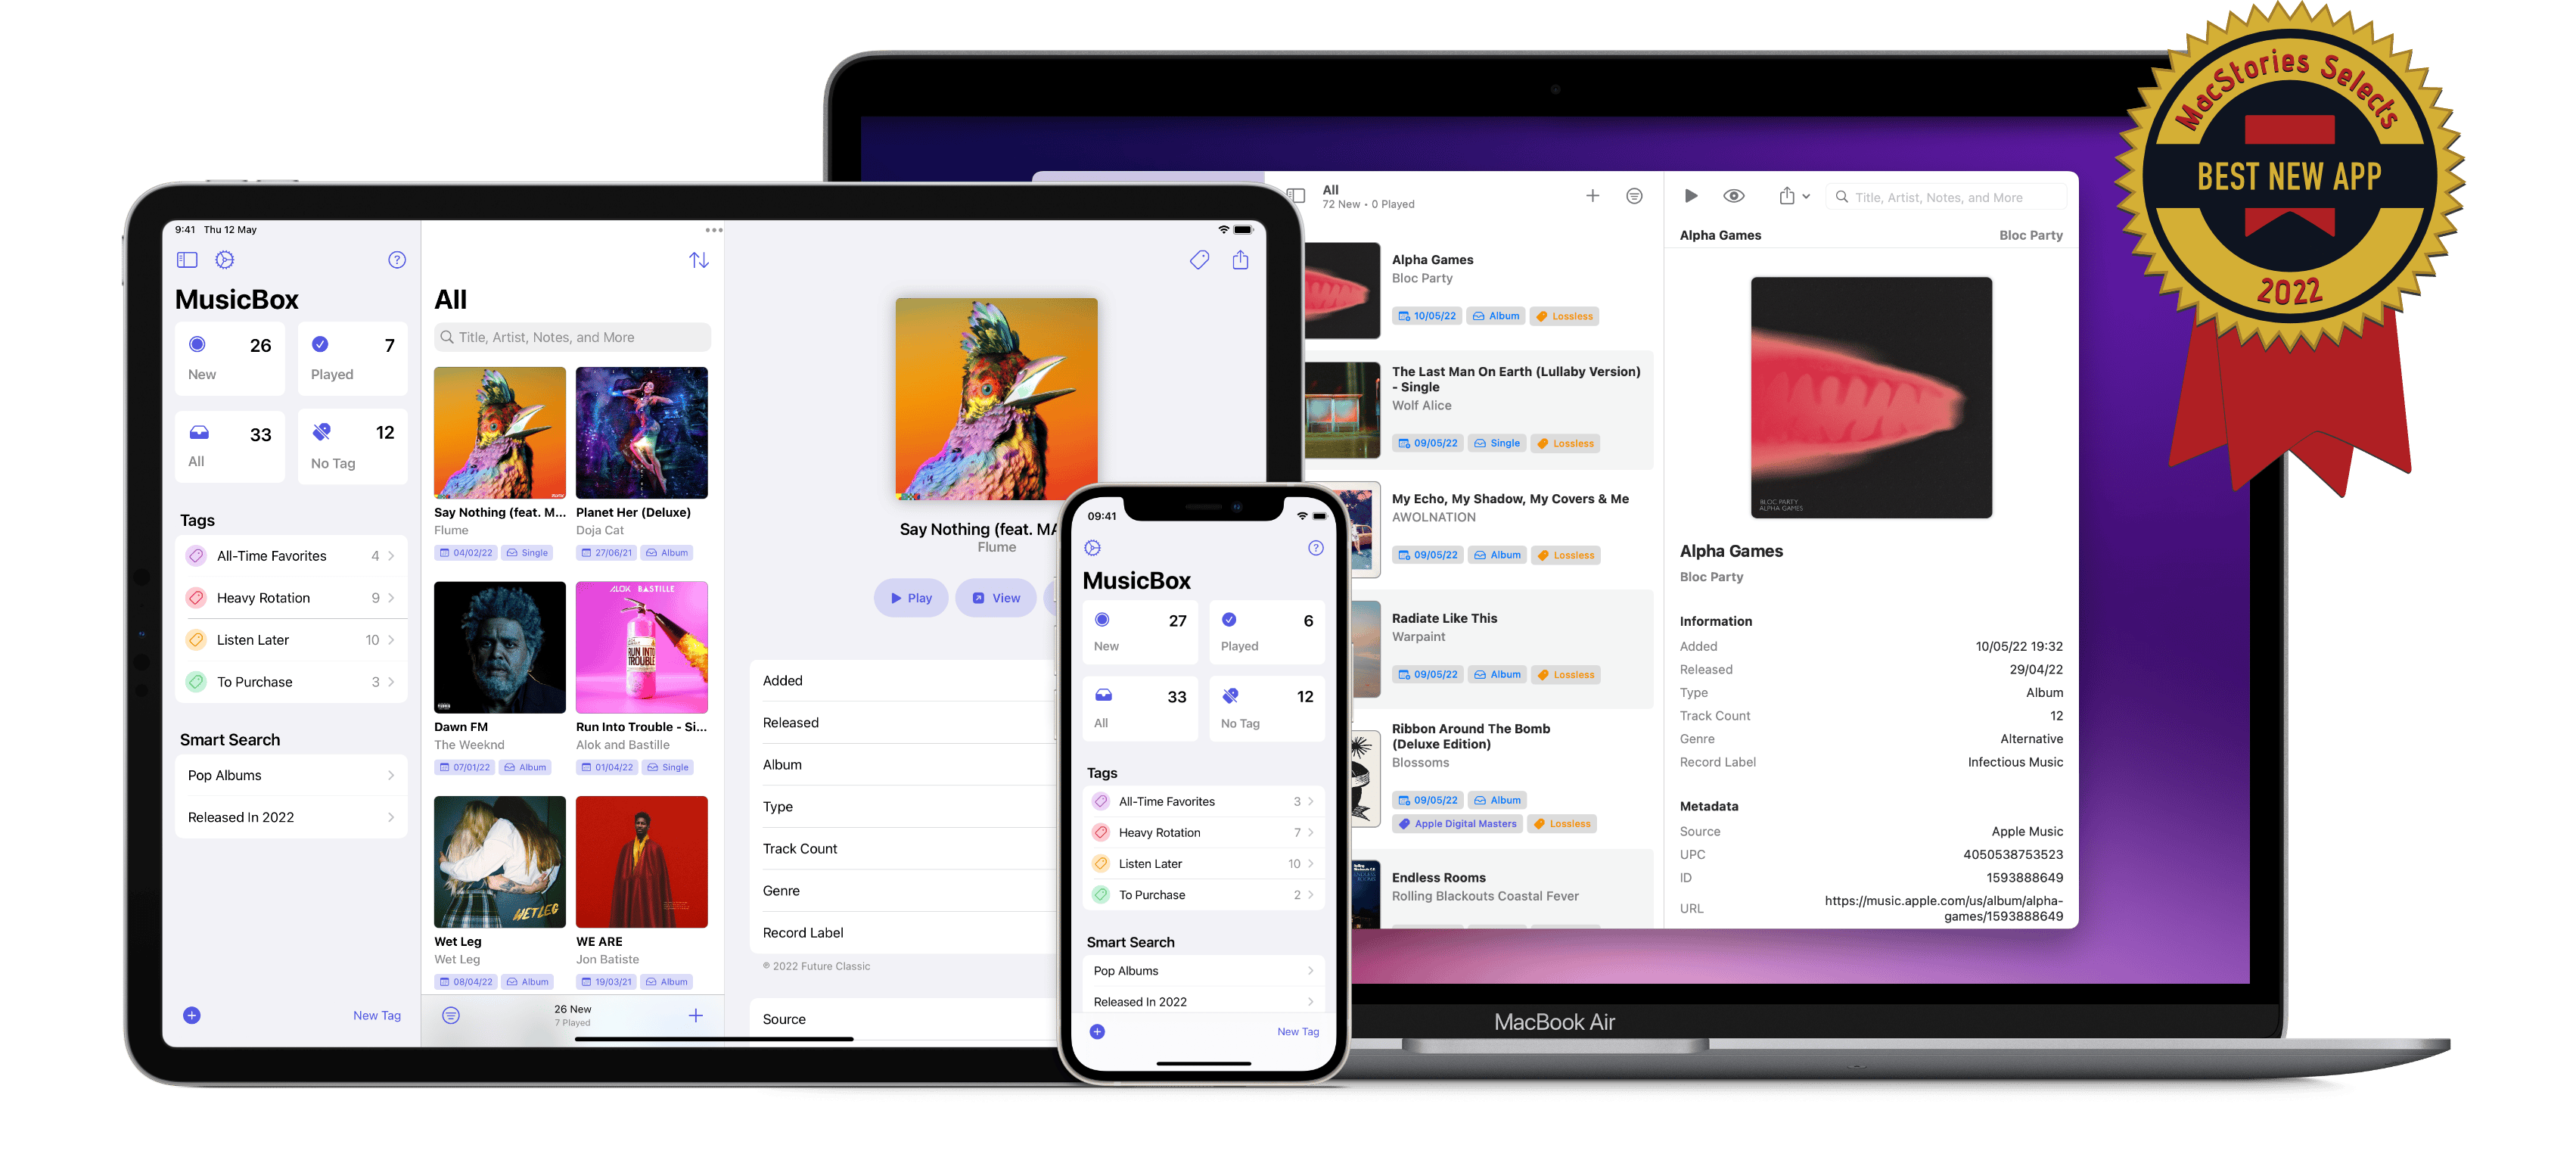 MacStories Selects
BEST NEW APP
2022
9:41 Thu 12 May
MusicBox
26
New
7
Played
33
All
12
No Tag
Tags
All-Time Favorites 4
Heavy Rotation 9
Listen Later 10
To Purchase 3
Smart Search
Pop Albums
Released In 2022
New Tag
All
Title, Artist, Notes, and More
Say Nothing (feat. M...
Flume
04/02/22 Single
Planet Her (Deluxe)
Doja Cat
27/06/21 Album
ALOK BASTILLE
RUN INTO
TROUBLE
Dawn FM
The Weeknd
07/01/22 Album
Run Into Trouble - Si...
Alok and Bastille
01/04/22 Single
WET LEG
Wet Leg
Wet Leg
08/04/22 Album
WE ARE
Jon Batiste
19/03/21 Album
26 New
7 Played
Say Nothing (feat. MA
Flume
Play
View
Added
Released
Album
Type
Track Count
Genre
Record Label
℗ 2022 Future Classic
Source
09:41
MusicBox
27
New
6
Played
33
All
12
No Tag
Tags
All-Time Favorites 3
Heavy Rotation 7
Listen Later 10
To Purchase 2
Smart Search
Pop Albums
Released In 2022
New Tag
All
72 New • 0 Played
Alpha Games
Bloc Party
10/05/22 Album Lossless
The Last Man On Earth (Lullaby Version)
- Single
Wolf Alice
09/05/22 Single Lossless
My Echo, My Shadow, My Covers & Me
AWOLNATION
09/05/22 Album Lossless
Radiate Like This
Warpaint
09/05/22 Album Lossless
Ribbon Around The Bomb
(Deluxe Edition)
Blossoms
09/05/22 Album
Apple Digital Masters Lossless
Endless Rooms
Rolling Blackouts Coastal Fever
Title, Artist, Notes, and More
Alpha Games Bloc Party
BLOC PARTY
ALPHA GAMES
Alpha Games
Bloc Party
Information
Added 10/05/22 19:32
Released 29/04/22
Type Album
Track Count 12
Genre Alternative
Record Label Infectious Music
Metadata
Source Apple Music
UPC 4050538753523
ID 1593888649
URL https://music.apple.com/us/album/alpha-
games/1593888649
MacBook Air